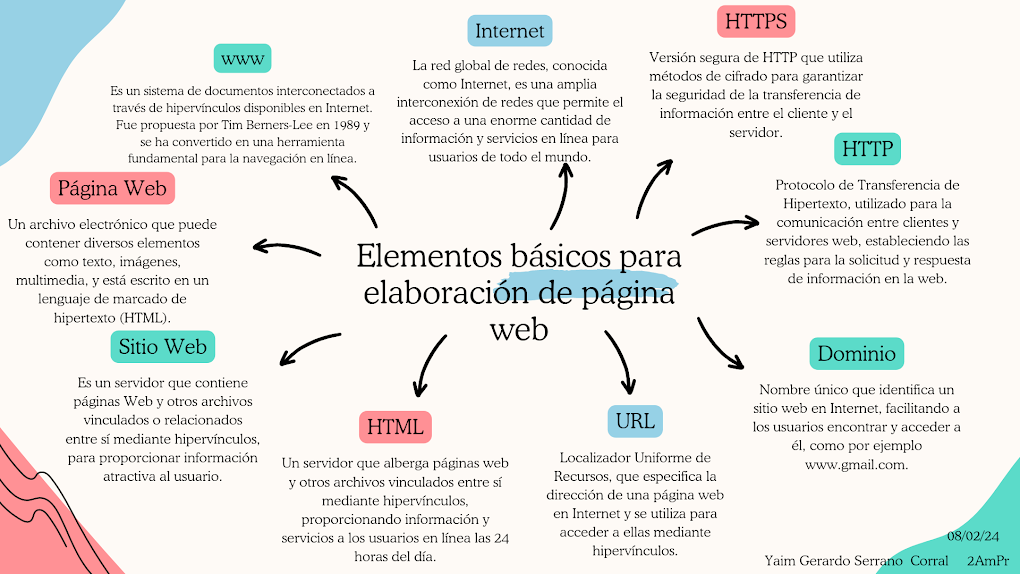 Elementos básicos para
elaboración de página
web
www
Es un sistema de documentos interconectados a
través de hipervínculos disponibles en Internet.
Fue propuesta por Tim Berners-Lee en 1989 y
se ha convertido en una herramienta
fundamental para la navegación en línea.
Internet
La red global de redes, conocida
como Internet, es una amplia
interconexión de redes que permite el
acceso a una enorme cantidad de
información y servicios en línea para
usuarios de todo el mundo.
HTTPS
Versión segura de HTTP que utiliza
métodos de cifrado para garantizar
la seguridad de la transferencia de
información entre el cliente y el
servidor.
HTTP
Protocolo de Transferencia de
Hipertexto, utilizado para la
comunicación entre clientes y
servidores web, estableciendo las
reglas para la solicitud y respuesta
de información en la web.
Página Web
Un archivo electrónico que puede
contener diversos elementos
como texto, imágenes,
multimedia, y está escrito en un
lenguaje de marcado de
hipertexto (HTML).
Sitio Web
Es un servidor que contiene
páginas Web y otros archivos
vinculados o relacionados
entre sí mediante hipervínculos,
para proporcionar información
atractiva al usuario.
HTML
Un servidor que alberga páginas web
y otros archivos vinculados entre sí
mediante hipervínculos,
proporcionando información y
servicios a los usuarios en línea las 24
horas del día.
URL
Localizador Uniforme de
Recursos, que especifica la
dirección de una página web
en Internet y se utiliza para
acceder a ellas mediante
hipervínculos.
Dominio
Nombre único que identifica un
sitio web en Internet, facilitando a
los usuarios encontrar y acceder a
él, como por ejemplo
www.gmail.com.
08/02/24
Yaim Gerardo Serrano Corral 2AmPr